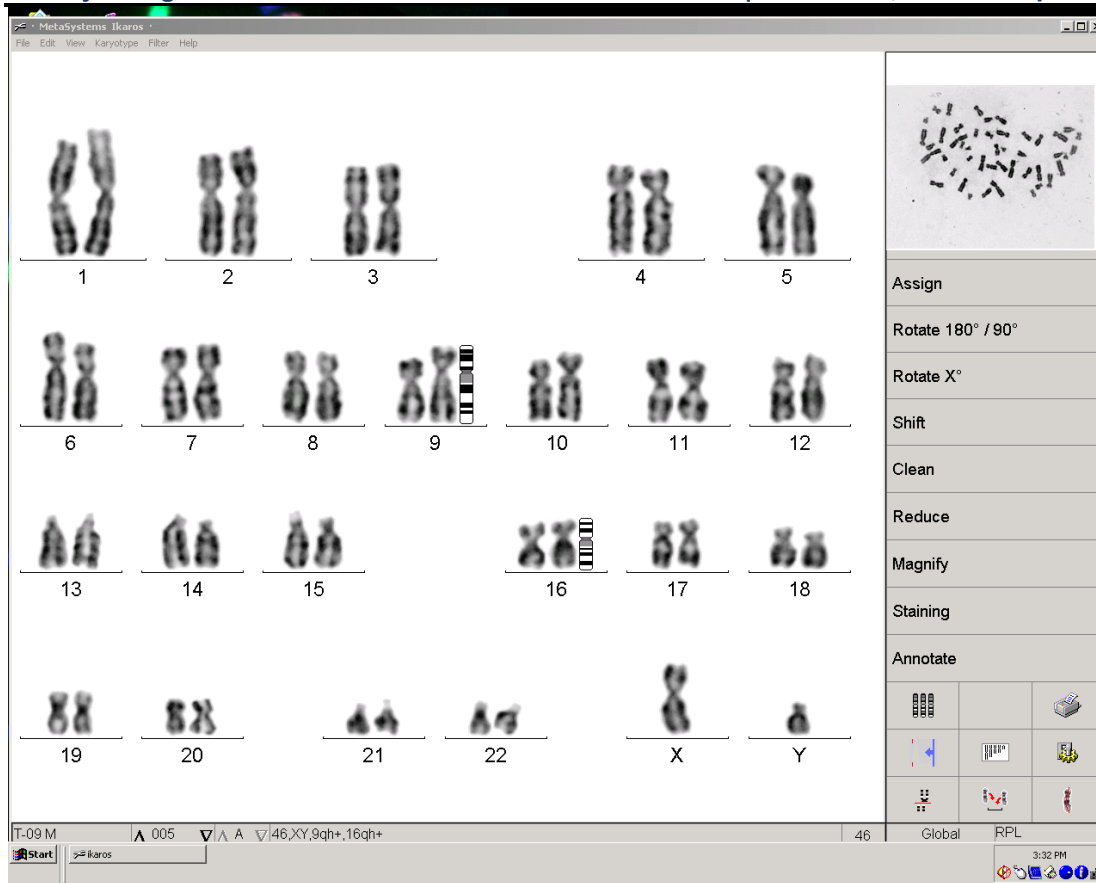 MetaSystems Ikaros
File Edit View Karyotype Filter Help
1 2 3 4 5
6 7 8 9 10 11 12
13 14 15 16 17 18
19 20 21 22 X Y
Assign
Rotate 180° / 90°
Rotate X°
Shift
Clean
Reduce
Magnify
Staining
Annotate
T-09 M 005 A 46,XY,9qh+,16qh+ 46 Global RPL
Start ikaros
3:32 PM